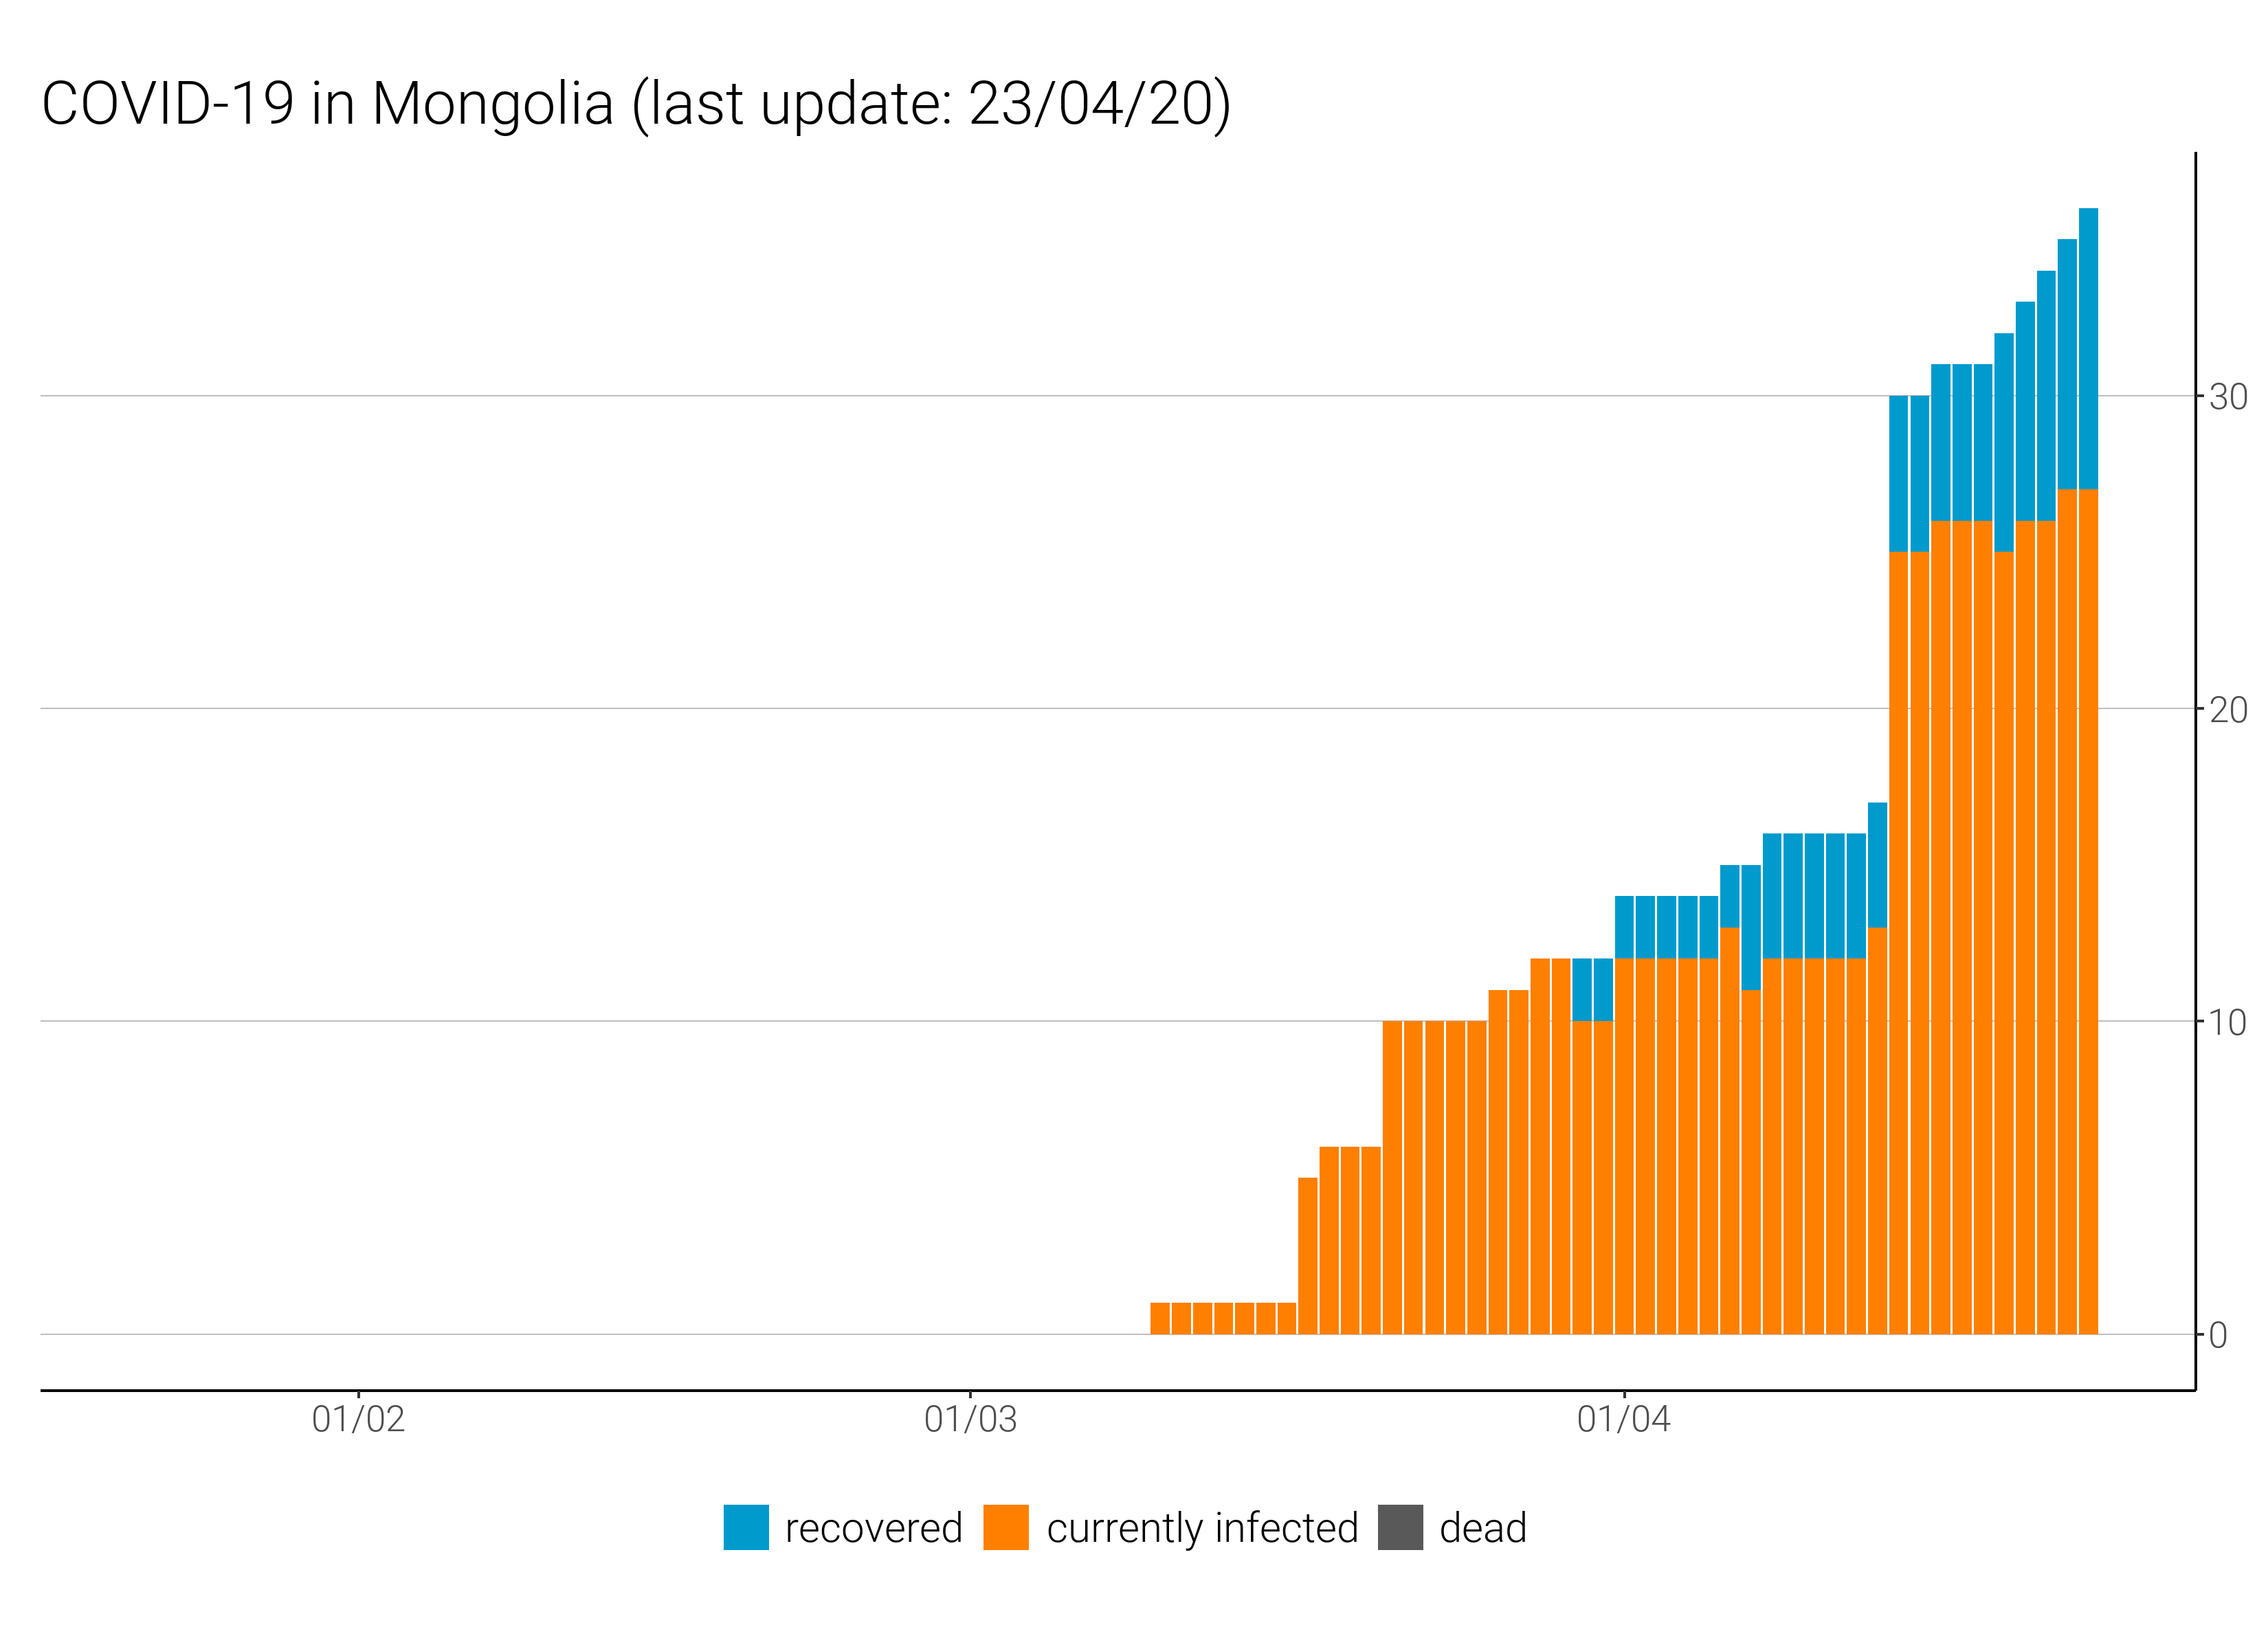 COVID-19 in Mongolia (last update: 23/04/20)
30
20
10
0
01/02 01/03 01/04
recovered currently infected dead